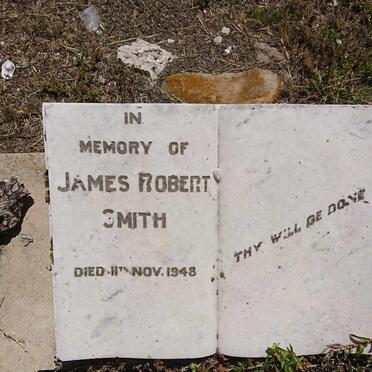 IN
MEMORY OF
JAMES ROBERT
SMITH
DIED 11TH NOV. 1948
THY WILL BE DONE